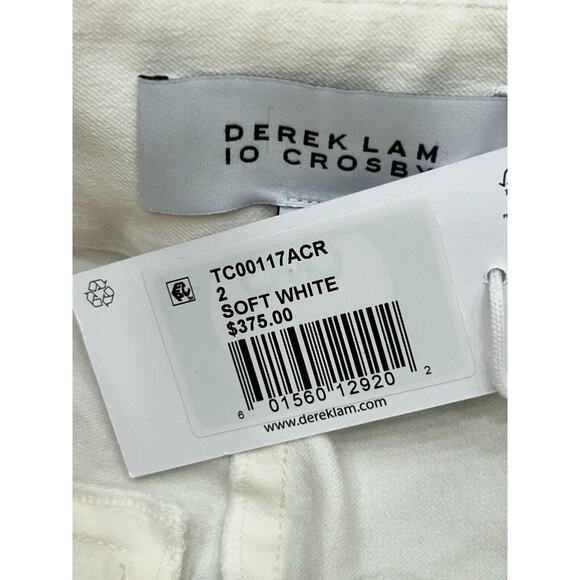 DEREK LAM
10 CROSBY
TC00117ACR
2
SOFT WHITE
$375.00
6 01560 12920 2
www.dereklam.com